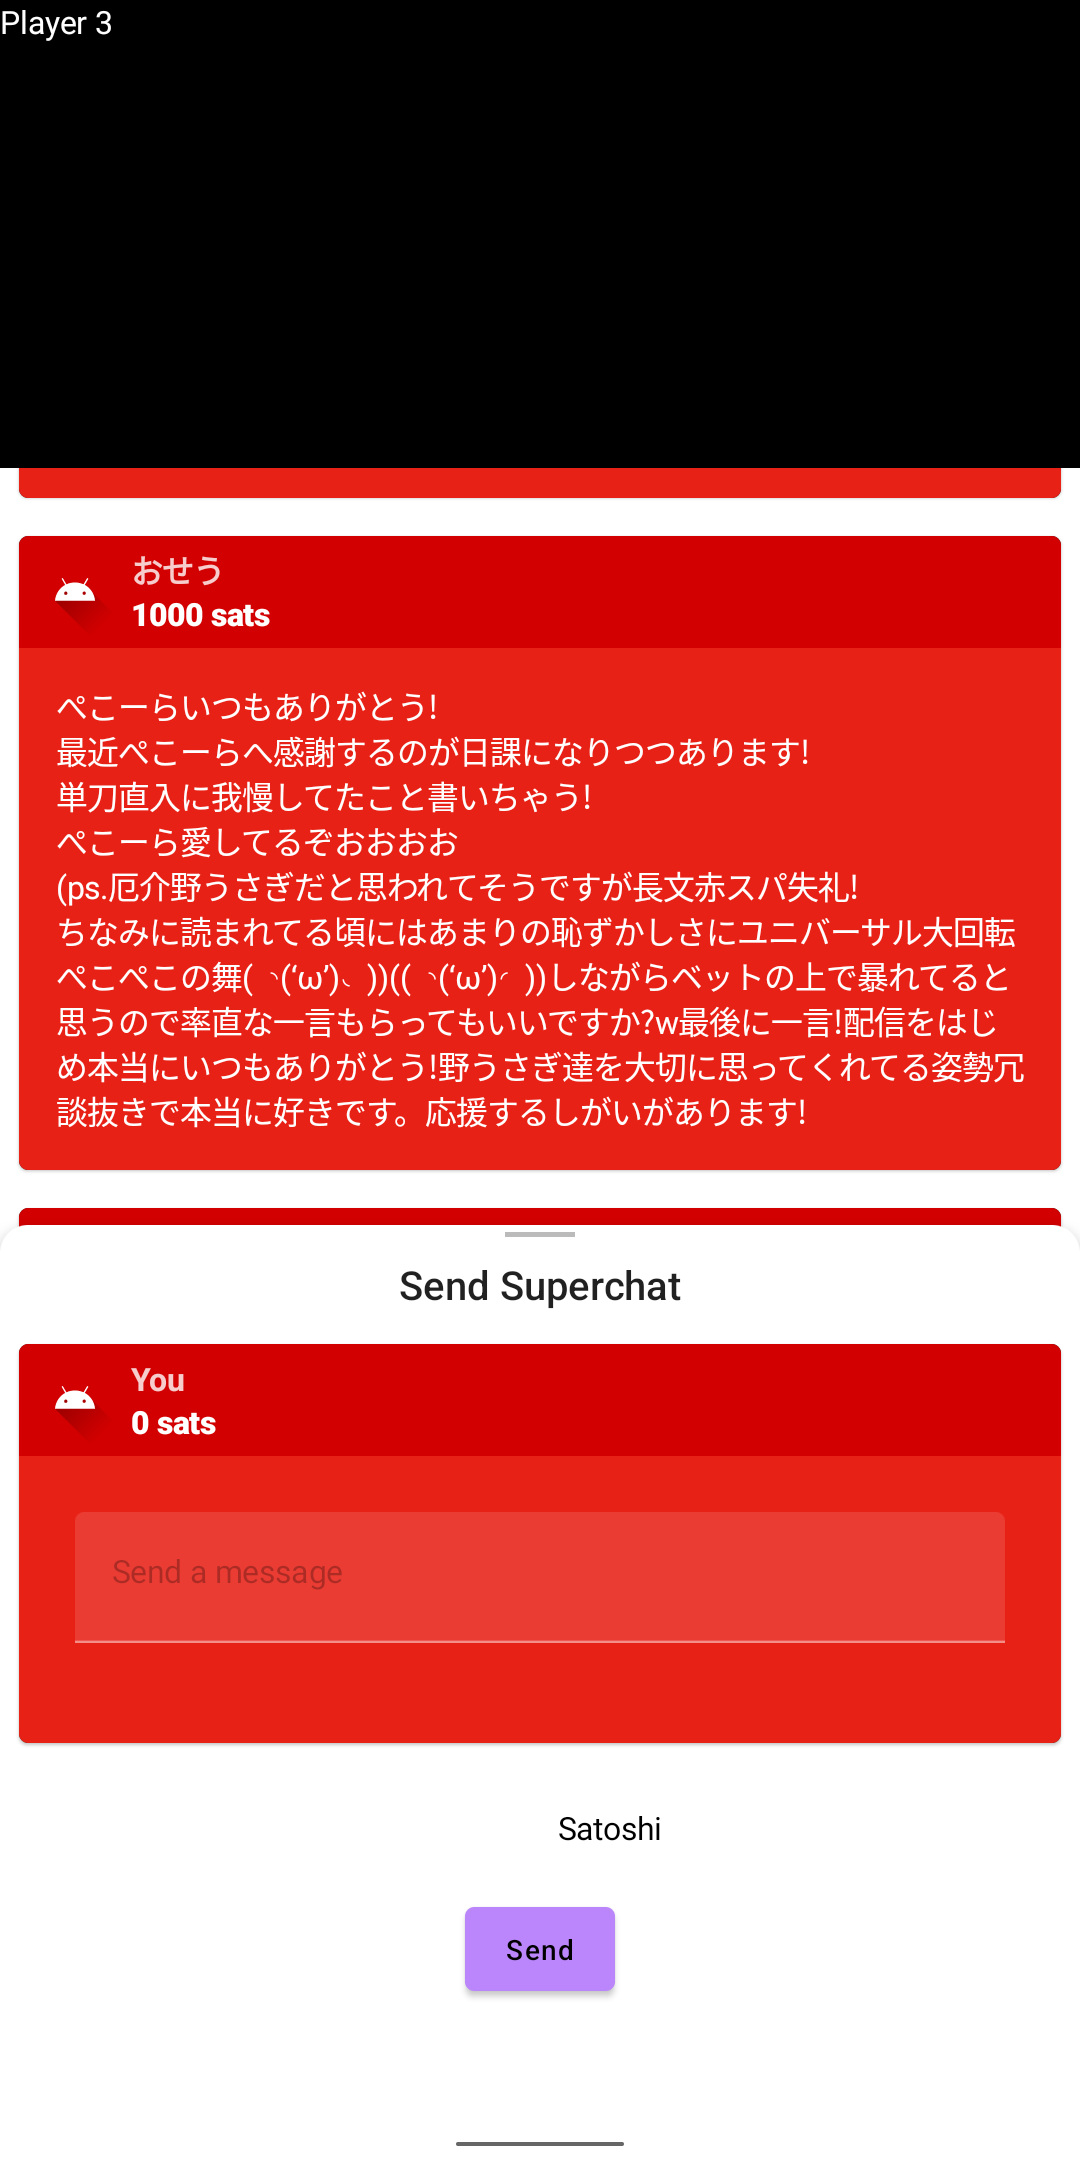 Player 3
おせう
1000 sats
ぺこーらいつもありがとう!
最近ぺこーらへ感謝するのが日課になりつつあります!
単刀直入に我慢してたこと書いちゃう!
ぺこーら愛してるぞおおおお
(ps.厄介野うさぎだと思われてそうですが長文赤スパ失礼!
ちなみに読まれてる頃にはあまりの恥ずかしさにユニバーサル大回転
ぺこぺこの舞( ◝(‘ω’)◟ ))(( ◝(‘ω’)◜ ))しながらベットの上で暴れてると
思うので率直な一言もらってもいいですか?w最後に一言!配信をはじ
め本当にいつもありがとう!野うさぎ達を大切に思ってくれてる姿勢冗
談抜きで本当に好きです。応援するしがいがあります!
Send Superchat
You
0 sats
Send a message
Satoshi
Send